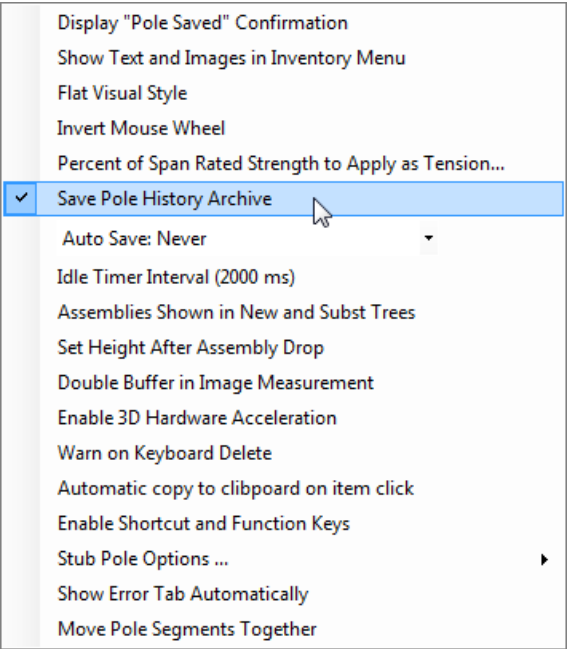 Display "Pole Saved" Confirmation
Show Text and Images in Inventory Menu
Flat Visual Style
Invert Mouse Wheel
Percent of Span Rated Strength to Apply as Tension...
Save Pole History Archive
Auto Save: Never
Idle Timer Interval (2000 ms)
Assemblies Shown in New and Subst Trees
Set Height After Assembly Drop
Double Buffer in Image Measurement
Enable 3D Hardware Acceleration
Warn on Keyboard Delete
Automatic copy to clibpoard on item click
Enable Shortcut and Function Keys
Stub Pole Options ...
Show Error Tab Automatically
Move Pole Segments Together